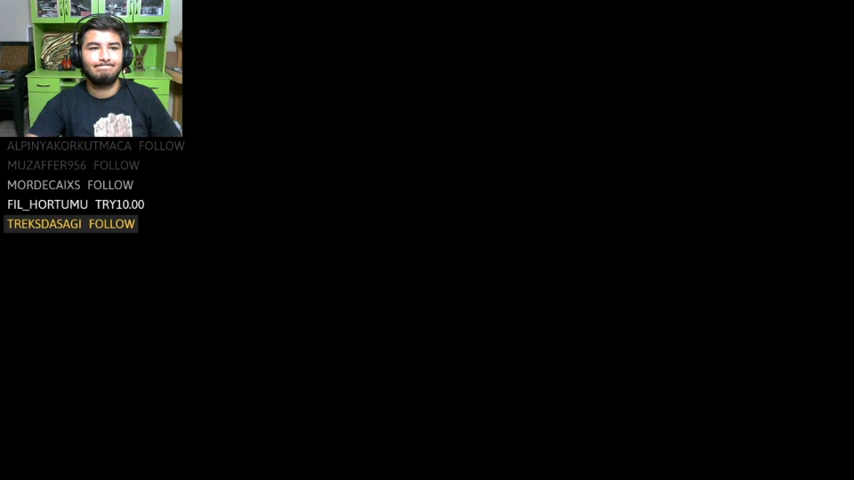 ALPINYAKORKUTMACA FOLLOW
MUZAFFER956 FOLLOW
MORDECAIXS FOLLOW
FIL_HORTUMU TRY10.00
TREKSDASAGI FOLLOW